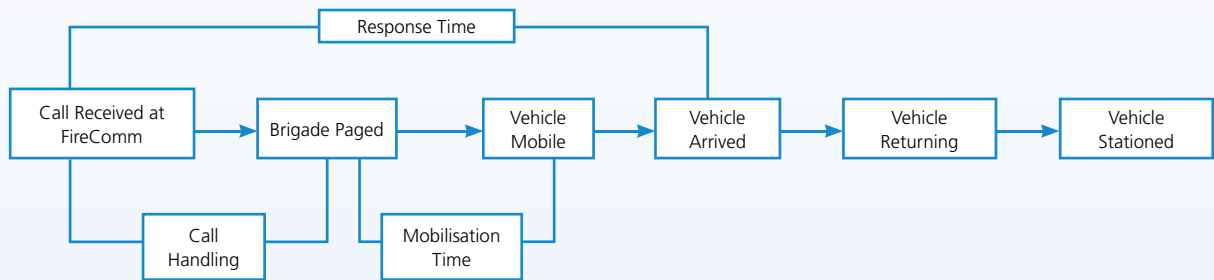 Response Time
Call Received at
FireComm
Brigade Paged
Vehicle
Mobile
Vehicle
Arrived
Vehicle
Returning
Vehicle
Stationed
Call
Handling
Mobilisation
Time